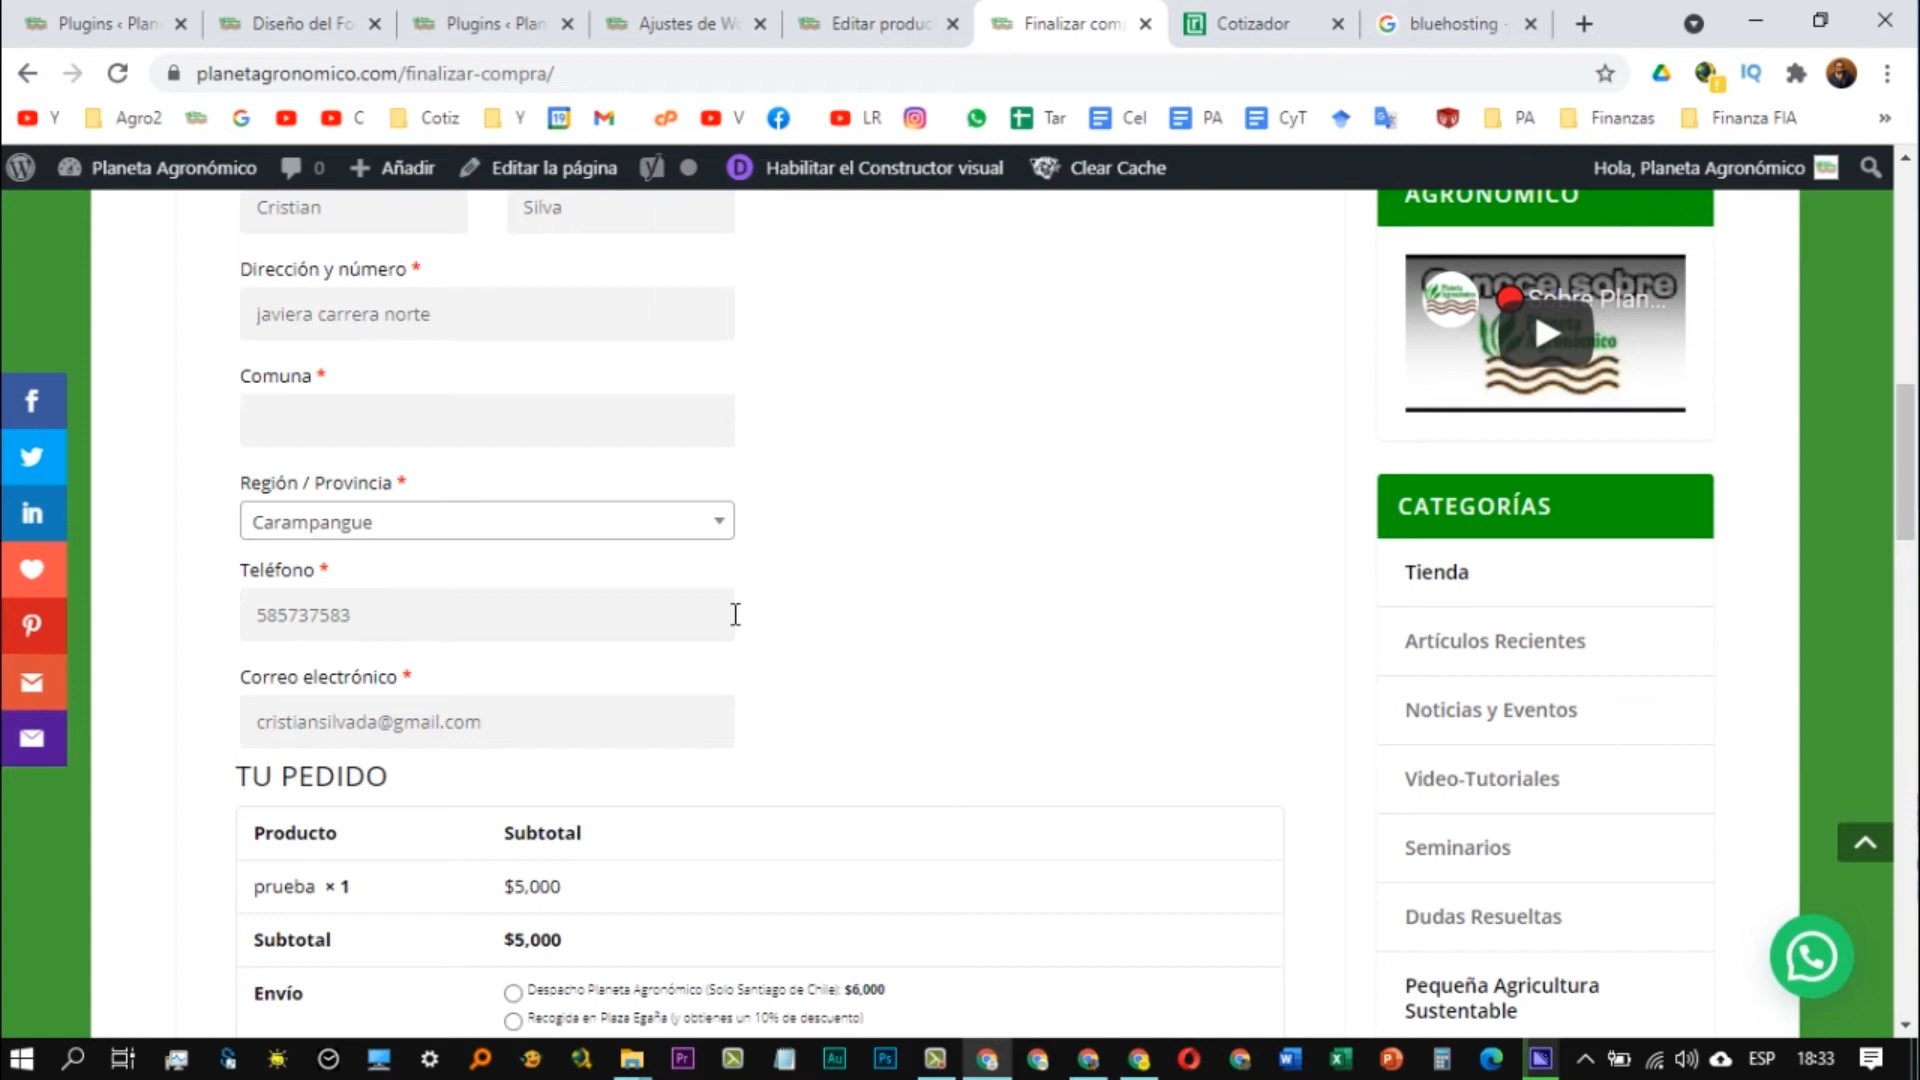 Plugins ‹ Plan
Diseño del Fo
Plugins ‹ Plan
Ajustes de Wo
Editar produc
Finalizar com
Cotizador
bluehosting -
planetagronomico.com/finalizar-compra/
Y
Agro2
C
Cotiz
Y
V
LR
Tar
Cel
PA
CyT
PA
Finanzas
Finanza FIA
»
Planeta Agronómico
0
Añadir
Editar la página
Habilitar el Constructor visual
Clear Cache
Hola, Planeta Agronómico
Cristian
Silva
Dirección y número *
javiera carrera norte
Comuna *
Región / Provincia *
Carampangue
Teléfono *
585737583
Correo electrónico *
cristiansilvada@gmail.com
TU PEDIDO
Producto
Subtotal
prueba × 1
$5,000
Subtotal
$5,000
Envío
Despacho Planeta Agronómico (Solo Santiago de Chile): $6,000
Recogida en Plaza Egaña (y obtienes un 10% de descuento)
AGRONÓMICO
Conoce sobre
Sobre Plan...
CATEGORÍAS
Tienda
Artículos Recientes
Noticias y Eventos
Video-Tutoriales
Seminarios
Dudas Resueltas
Pequeña Agricultura
Sustentable
ESP
18:33